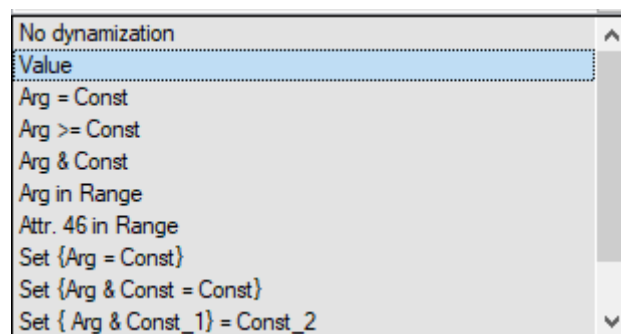 No dynamization
Value
Arg = Const
Arg >= Const
Arg & Const
Arg in Range
Attr. 46 in Range
Set {Arg = Const}
Set {Arg & Const = Const}
Set { Arg & Const_1} = Const_2